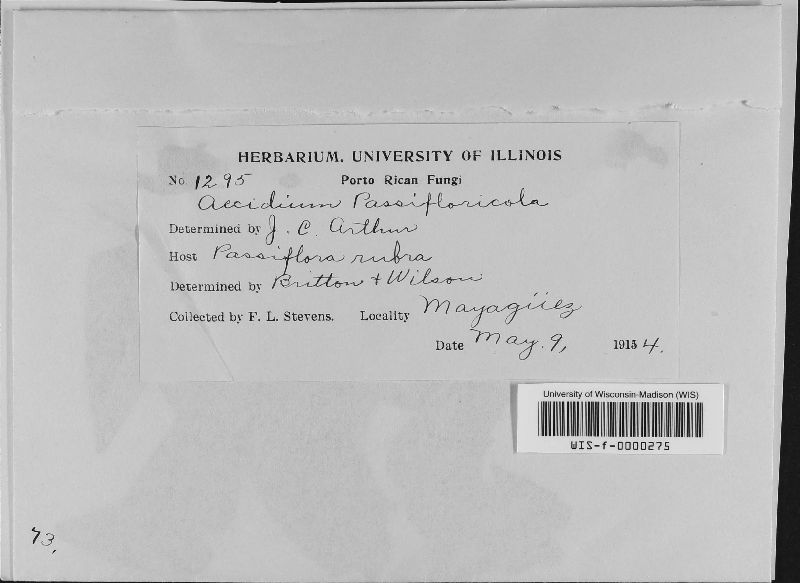 HERBARIUM. UNIVERSITY OF ILLINOIS
No. 1295 Porto Rican Fungi
Aecidium Passifloricola
Determined by J. C. Arthur
Host Passiflora rubra
Determined by Britton + Wilson
Collected by F. L. Stevens. Locality Mayagüez
Date May. 9, 1915 4.
University of Wisconsin-Madison (WIS)
WIS-f-0000275
73,